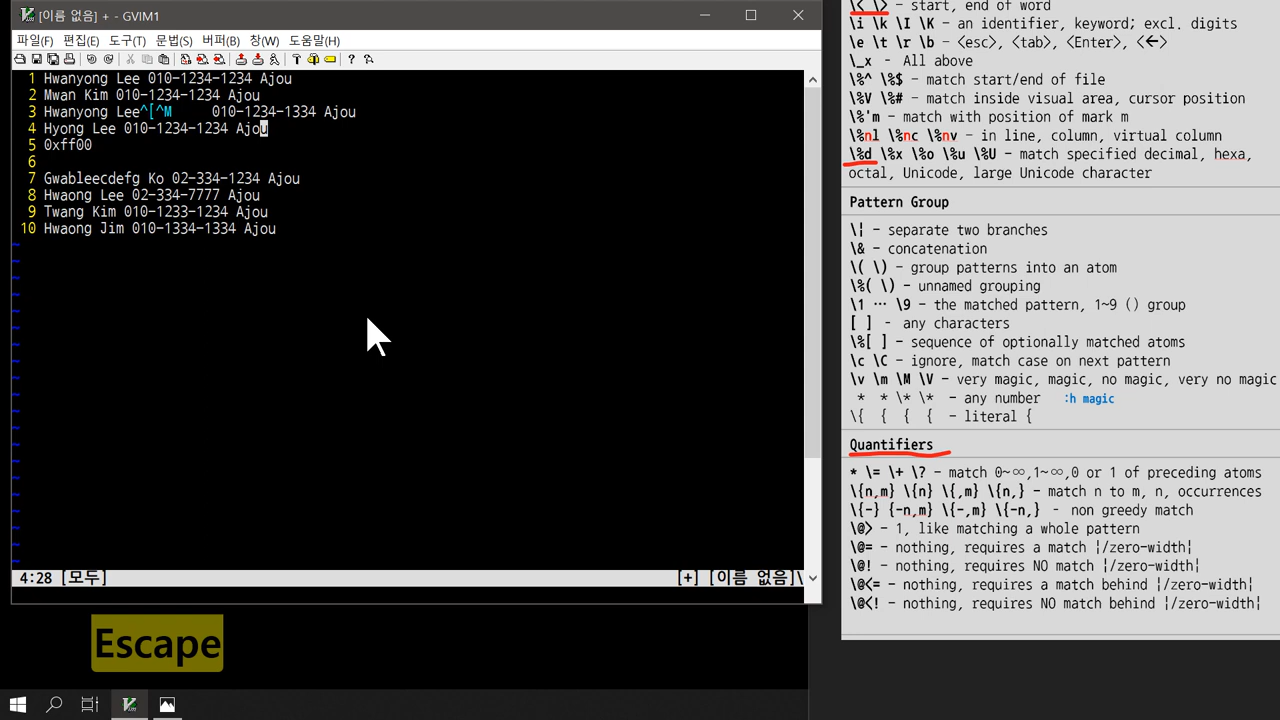 [이름 없음] + - GVIM
파일(F) 편집(E) 도구(T) 문법(S) 버퍼(B) 창(W) 도움말(H)
1 Hwanyong Lee 010-1234-1234 Ajou
2 Mwan Kim 010-1234-1234 Ajou
3 Hwanyong Lee^[^M 010-1234-1334 Ajou
4 Hyong Lee 010-1234-1234 Ajou
5 0xff00
6
7 Gwableecdefg Ko 02-334-1234 Ajou
8 Hwaong Lee 02-334-7777 Ajou
9 Twang Kim 010-1233-1234 Ajou
10 Hwaong Jim 010-1334-1334 Ajou
4:28 [모두] [+] [이름 없음]\
Escape
\< \> - start, end of word
\i \k \I \K - an identifier, keyword; excl. digits
\e \t \r \b - <esc>, <tab>, <Enter>, <←>
\_x - All above
\%^ \%$ - match start/end of file
\%V \%# - match inside visual area, cursor position
\%'m - match with position of mark m
\%nl \%nc \%nv - in line, column, virtual column
\%d \%x \%o \%u \%U - match specified decimal, hexa,
octal, Unicode, large Unicode character
Pattern Group
\¦ - separate two branches
\& - concatenation
\( \) - group patterns into an atom
\%( \) - unnamed grouping
\1 … \9 - the matched pattern, 1~9 () group
[ ] - any characters
\%[ ] - sequence of optionally matched atoms
\c \C - ignore, match case on next pattern
\v \m \M \V - very magic, magic, no magic, very no magic
* * \* \* - any number :h magic
\{ { { { - literal {
Quantifiers
* \= \+ \? - match 0~∞,1~∞,0 or 1 of preceding atoms
\{n,m} \{n} \{,m} \{n,} - match n to m, n, occurrences
\{-} {-n,m} \{-,m} \{-n,} - non greedy match
\@> - 1, like matching a whole pattern
\@= - nothing, requires a match ¦/zero-width¦
\@! - nothing, requires NO match ¦/zero-width¦
\@<= - nothing, requires a match behind ¦/zero-width¦
\@<! - nothing, requires NO match behind ¦/zero-width¦